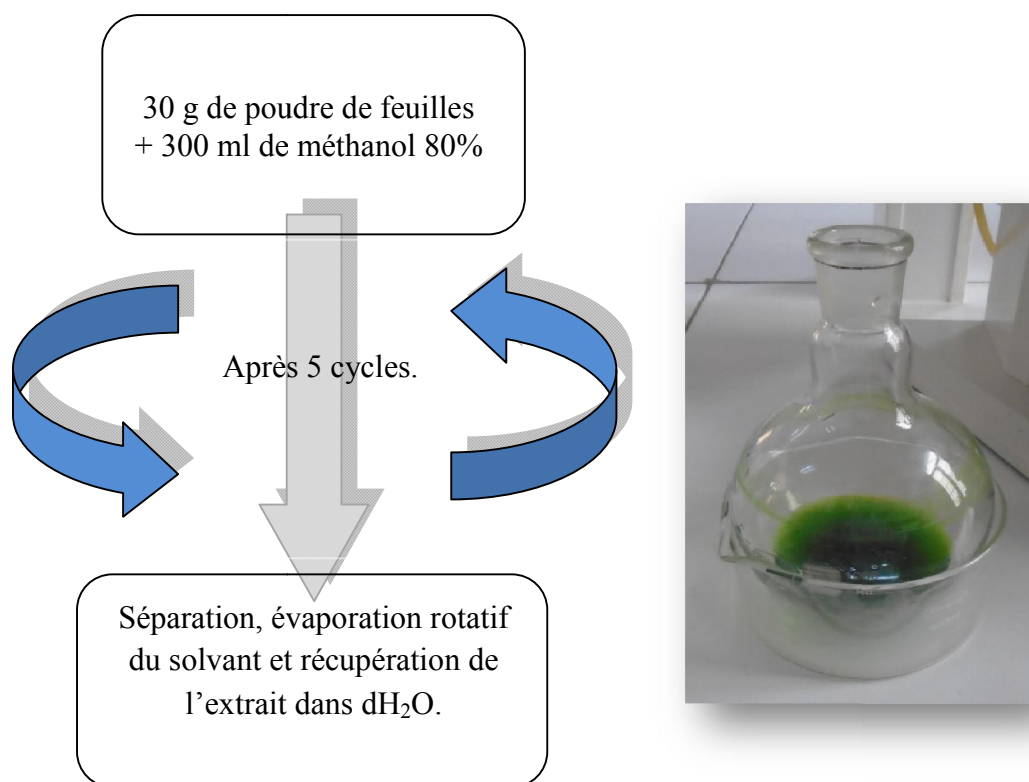 30 g de poudre de feuilles
+ 300 ml de méthanol 80%
Après 5 cycles.
Séparation, évaporation rotatif
du solvant et récupération de
l’extrait dans dH₂O.